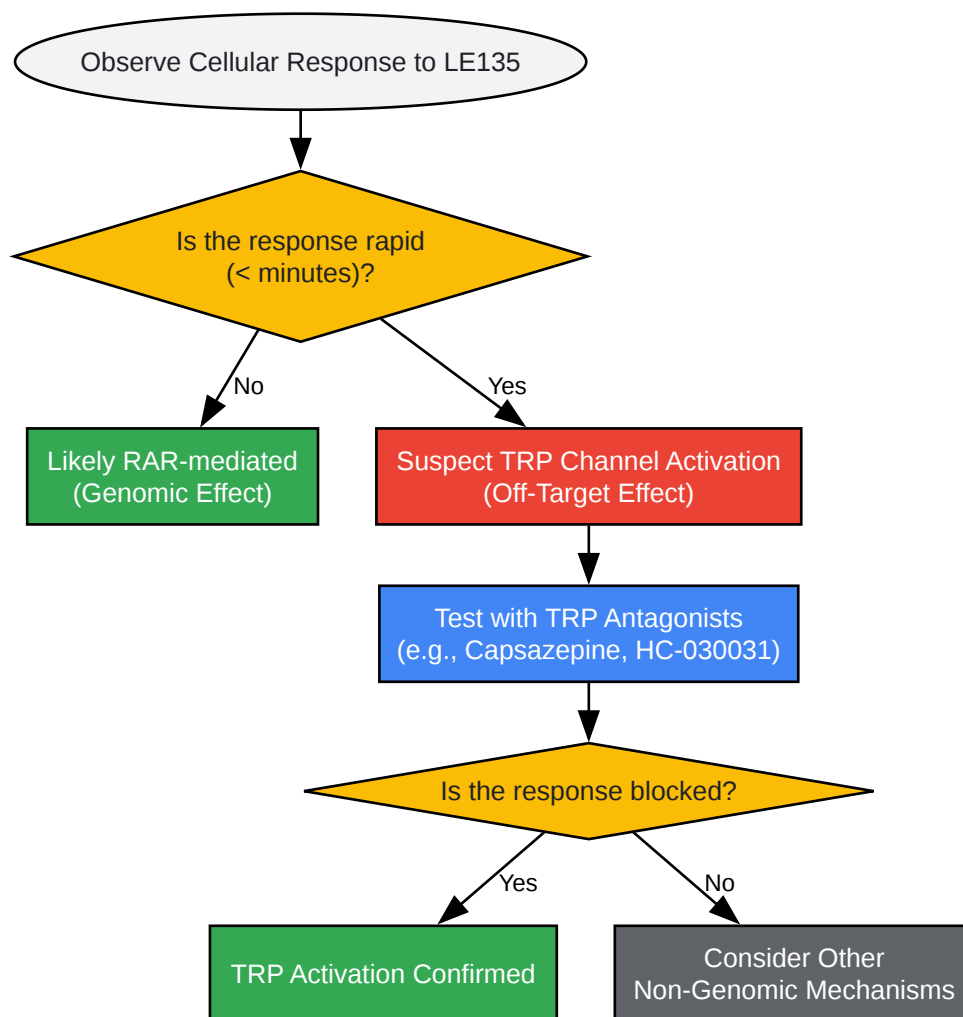 Observe Cellular Response to LE135
Is the response rapid
(< minutes)?
No
Yes
Likely RAR-mediated
(Genomic Effect)
Suspect TRP Channel Activation
(Off-Target Effect)
Test with TRP Antagonists
(e.g., Capsazepine, HC-030031)
Is the response blocked?
Yes
No
TRP Activation Confirmed
Consider Other
Non-Genomic Mechanisms